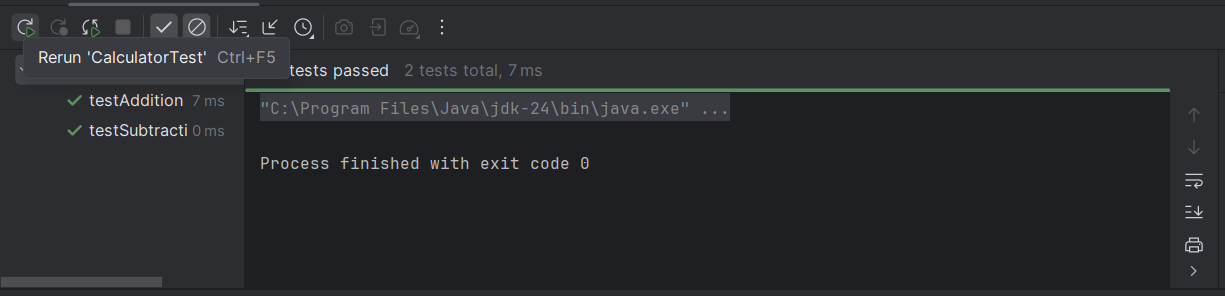 Rerun 'CalculatorTest' Ctrl+F5
tests passed 2 tests total, 7 ms
testAddition 7 ms
testSubtracti 0 ms
"C:\Program Files\Java\jdk-24\bin\java.exe" ...
Process finished with exit code 0